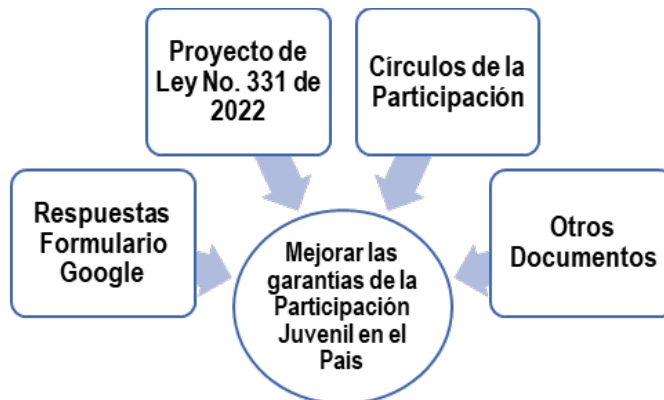 Proyecto de
Ley No. 331 de
2022
Círculos de la
Participación
Respuestas
Formulario
Google
Otros
Documentos
Mejorar las
garantías de la
Participación
Juvenil en el
Pais